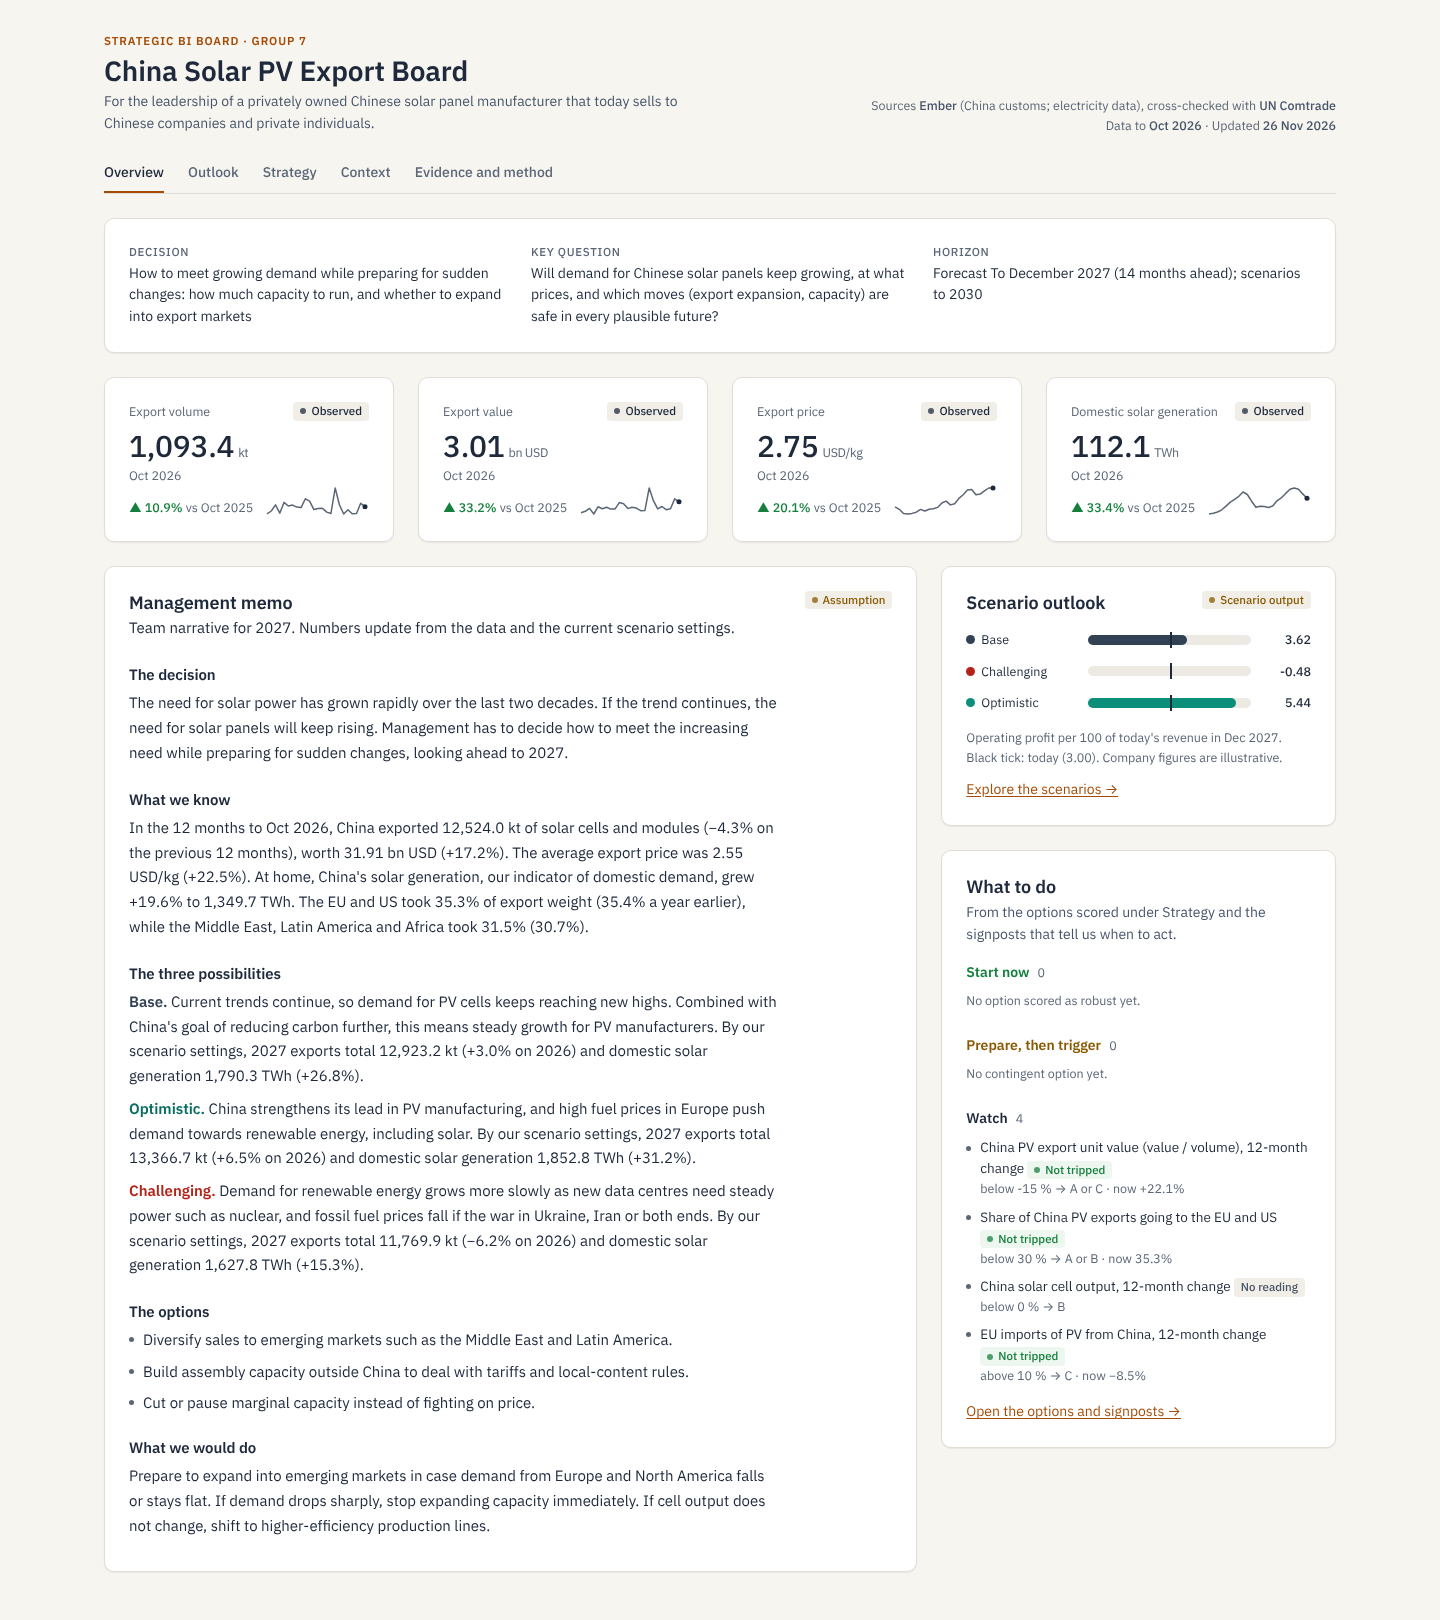 STRATEGIC BI BOARD · GROUP 7
China Solar PV Export Board
For the leadership of a privately owned Chinese solar panel manufacturer that today sells to
Chinese companies and private individuals.
Sources Ember (China customs; electricity data), cross-checked with UN Comtrade
Data to Oct 2026 · Updated 26 Nov 2026
Overview
Outlook
Strategy
Context
Evidence and method
DECISION
How to meet growing demand while preparing for sudden
changes: how much capacity to run, and whether to expand
into export markets
KEY QUESTION
Will demand for Chinese solar panels keep growing, at what
prices, and which moves (export expansion, capacity) are
safe in every plausible future?
HORIZON
Forecast To December 2027 (14 months ahead); scenarios
to 2030
Export volume
Observed
1,093.4 kt
Oct 2026
▲ 10.9% vs Oct 2025
Export value
Observed
3.01 bn USD
Oct 2026
▲ 33.2% vs Oct 2025
Export price
Observed
2.75 USD/kg
Oct 2026
▲ 20.1% vs Oct 2025
Domestic solar generation
Observed
112.1 TWh
Oct 2026
▲ 33.4% vs Oct 2025
Management memo
Assumption
Team narrative for 2027. Numbers update from the data and the current scenario settings.
The decision
The need for solar power has grown rapidly over the last two decades. If the trend continues, the
need for solar panels will keep rising. Management has to decide how to meet the increasing
need while preparing for sudden changes, looking ahead to 2027.
What we know
In the 12 months to Oct 2026, China exported 12,524.0 kt of solar cells and modules (−4.3% on
the previous 12 months), worth 31.91 bn USD (+17.2%). The average export price was 2.55
USD/kg (+22.5%). At home, China's solar generation, our indicator of domestic demand, grew
+19.6% to 1,349.7 TWh. The EU and US took 35.3% of export weight (35.4% a year earlier),
while the Middle East, Latin America and Africa took 31.5% (30.7%).
The three possibilities
Base. Current trends continue, so demand for PV cells keeps reaching new highs. Combined with
China's goal of reducing carbon further, this means steady growth for PV manufacturers. By our
scenario settings, 2027 exports total 12,923.2 kt (+3.0% on 2026) and domestic solar
generation 1,790.3 TWh (+26.8%).
Optimistic. China strengthens its lead in PV manufacturing, and high fuel prices in Europe push
demand towards renewable energy, including solar. By our scenario settings, 2027 exports total
13,366.7 kt (+6.5% on 2026) and domestic solar generation 1,852.8 TWh (+31.2%).
Challenging. Demand for renewable energy grows more slowly as new data centres need steady
power such as nuclear, and fossil fuel prices fall if the war in Ukraine, Iran or both ends. By our
scenario settings, 2027 exports total 11,769.9 kt (−6.2% on 2026) and domestic solar
generation 1,627.8 TWh (+15.3%).
The options
• Diversify sales to emerging markets such as the Middle East and Latin America.
• Build assembly capacity outside China to deal with tariffs and local-content rules.
• Cut or pause marginal capacity instead of fighting on price.
What we would do
Prepare to expand into emerging markets in case demand from Europe and North America falls
or stays flat. If demand drops sharply, stop expanding capacity immediately. If cell output does
not change, shift to higher-efficiency production lines.
Scenario outlook
Scenario output
Base 3.62
Challenging -0.48
Optimistic 5.44
Operating profit per 100 of today's revenue in Dec 2027.
Black tick: today (3.00). Company figures are illustrative.
Explore the scenarios →
What to do
From the options scored under Strategy and the
signposts that tell us when to act.
Start now 0
No option scored as robust yet.
Prepare, then trigger 0
No contingent option yet.
Watch 4
• China PV export unit value (value / volume), 12-month
change Not tripped
below -15 % → A or C · now +22.1%
• Share of China PV exports going to the EU and US
Not tripped
below 30 % → A or B · now 35.3%
• China solar cell output, 12-month change No reading
below 0 % → B
• EU imports of PV from China, 12-month change
Not tripped
above 10 % → C · now −8.5%
Open the options and signposts →